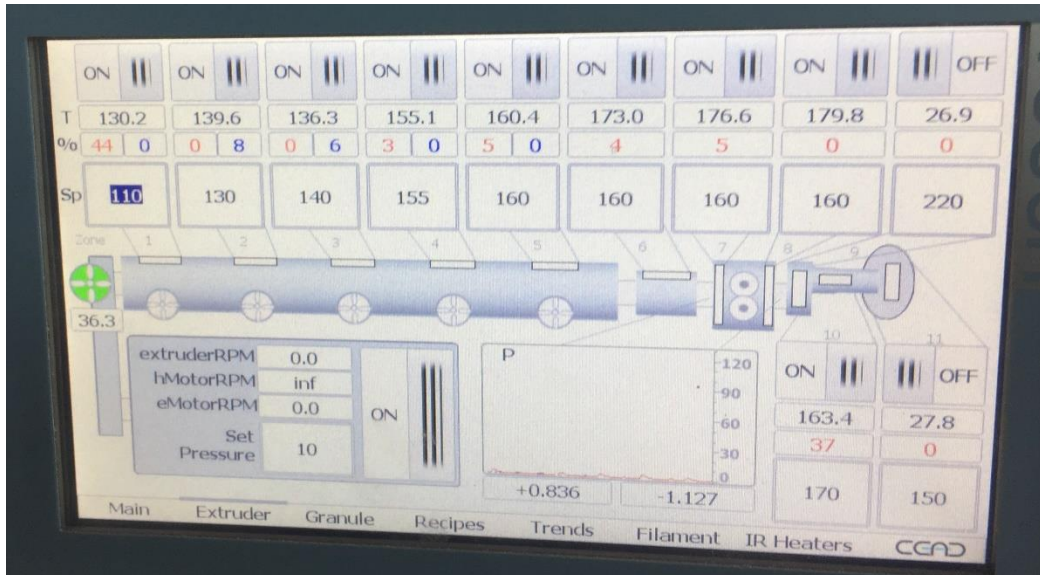 ON ON ON ON ON ON ON ON OFF
T 130.2 139.6 136.3 155.1 160.4 173.0 176.6 179.8 26.9
% 44 0 0 8 0 6 3 0 5 0 4 5 0 0
Sp 110 130 140 155 160 160 160 160 220
Zone 1 2 3 4 5 6 7 8 9
36.3
10 11
extruderRPM 0.0
hMotorRPM inf
eMotorRPM 0.0
Set
Pressure 10
ON
P
120
90
60
30
0
+0.836 -1.127
ON OFF
163.4 27.8
37 0
170 150
Main Extruder Granule Recipes Trends Filament IR Heaters CEAD